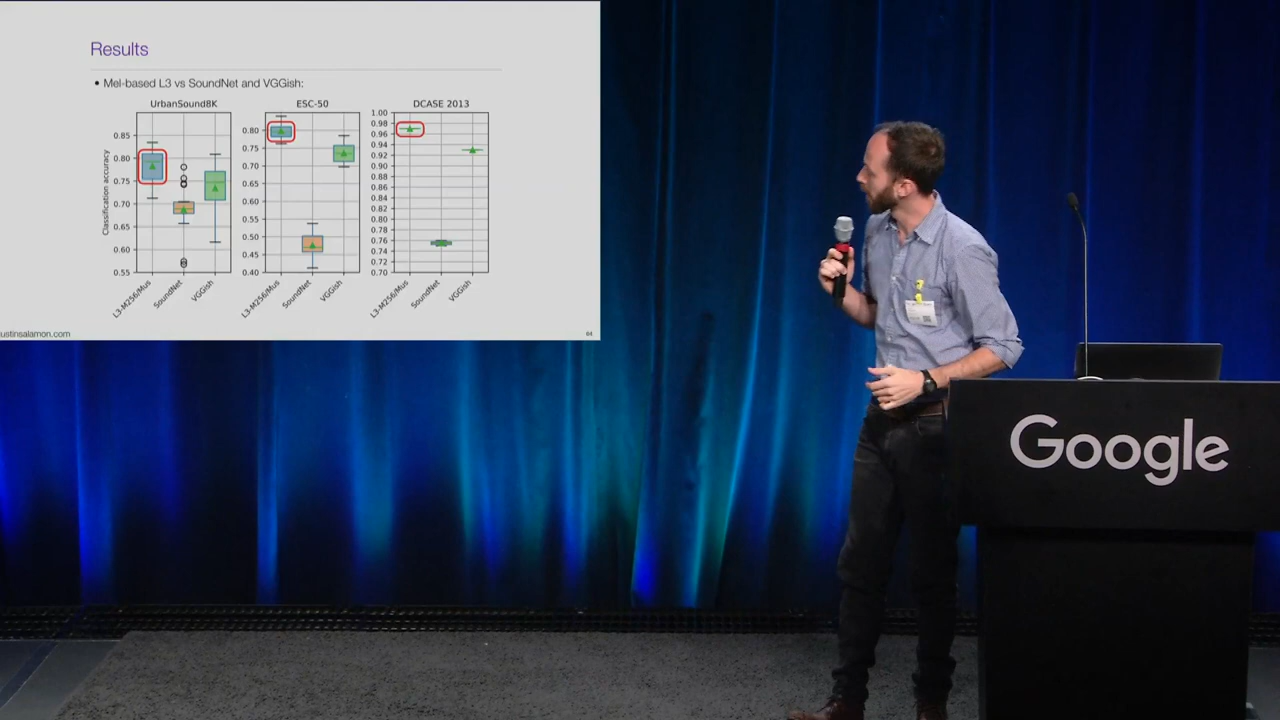 Results
• Mel-based L3 vs SoundNet and VGGish:
UrbanSound8K
ESC-50
DCASE 2013
Classification accuracy
0.85
0.80
0.75
0.70
0.65
0.60
0.55
0.80
0.75
0.70
0.65
0.60
0.55
0.50
0.45
0.40
1.00
0.98
0.96
0.94
0.92
0.90
0.88
0.86
0.84
0.82
0.80
0.78
0.76
0.74
0.72
0.70
L3-M256/Mus
SoundNet
VGGish
L3-M256/Mus
SoundNet
VGGish
L3-M256/Mus
SoundNet
VGGish
ustinsalamon.com
Google